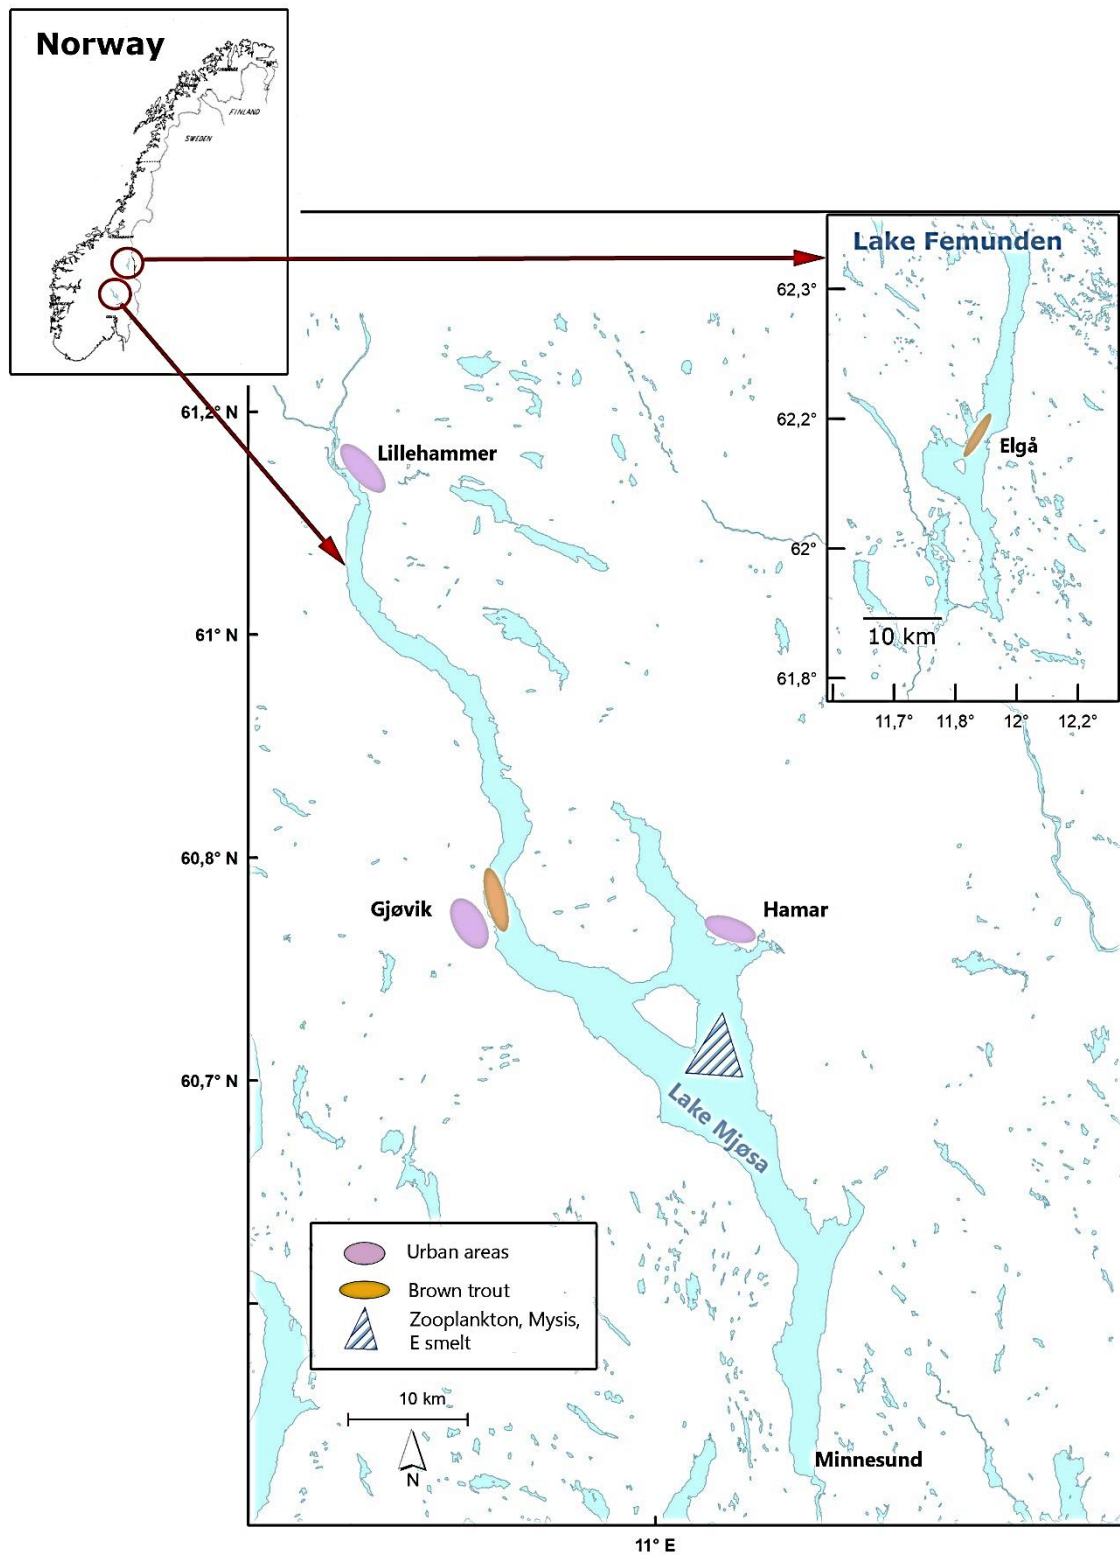 Norway
FINLAND
SWEDEN
Lake Femunden
62,3°
62,2°
Elgå
62°
10 km
61,8°
11,7°
11,8°
12°
12,2°
61,2° N
Lillehammer
61° N
60,8° N
Gjøvik
Hamar
60,7° N
Lake Mjøsa
Urban areas
Brown trout
Zooplankton, Mysis,
E smelt
10 km
N
Minnesund
11° E